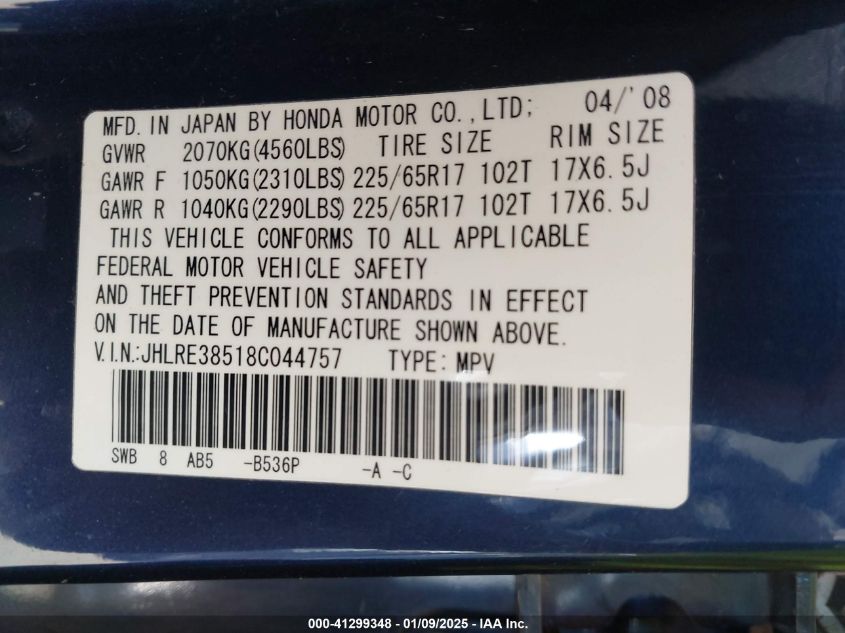 MFD. IN JAPAN BY HONDA MOTOR CO.,LTD; 04/'08
GVWR 2070KG(4560LBS) TIRE SIZE RIM SIZE
GAWR F 1050KG(2310LBS) 225/65R17 102T 17X6.5J
GAWR R 1040KG(2290LBS) 225/65R17 102T 17X6.5J
THIS VEHICLE CONFORMS TO ALL APPLICABLE
FEDERAL MOTOR VEHICLE SAFETY
AND THEFT PREVENTION STANDARDS IN EFFECT
ON THE DATE OF MANUFACTURE SHOWN ABOVE.
V.I.N.:JHLRE38518C044757 TYPE: MPV
SWB 8 AB5 -B536P -A -C
000-41299348 - 01/09/2025 - IAA Inc.